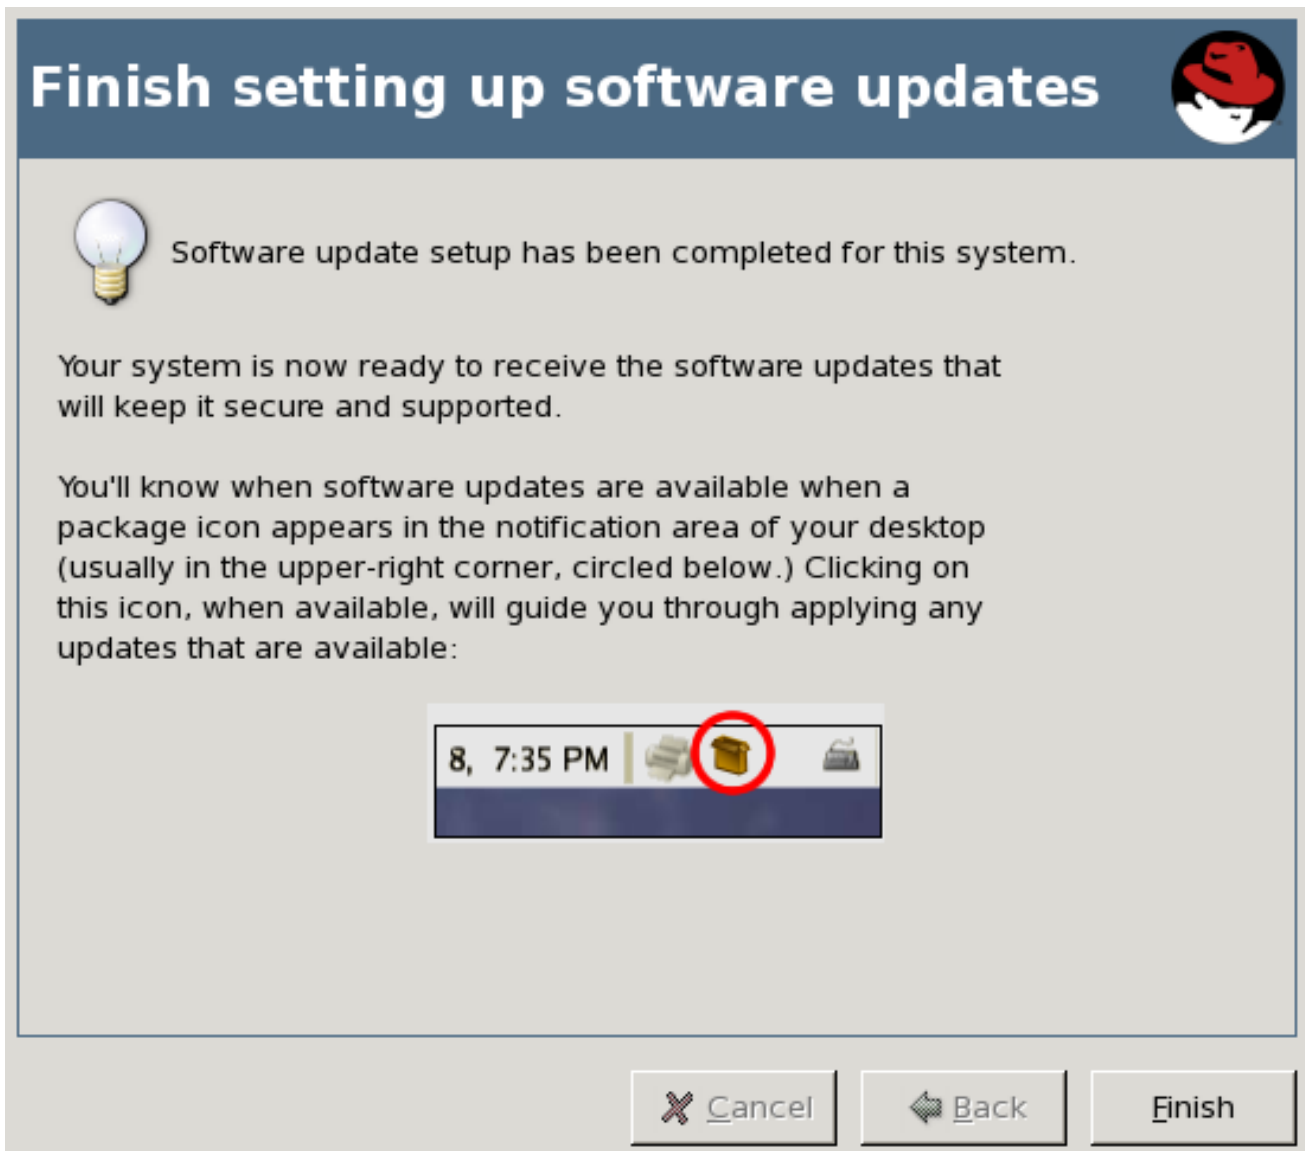 Finish setting up software updates
Software update setup has been completed for this system.
Your system is now ready to receive the software updates that
will keep it secure and supported.
You'll know when software updates are available when a
package icon appears in the notification area of your desktop
(usually in the upper-right corner, circled below.) Clicking on
this icon, when available, will guide you through applying any
updates that are available:
8, 7:35 PM
Cancel Back Finish